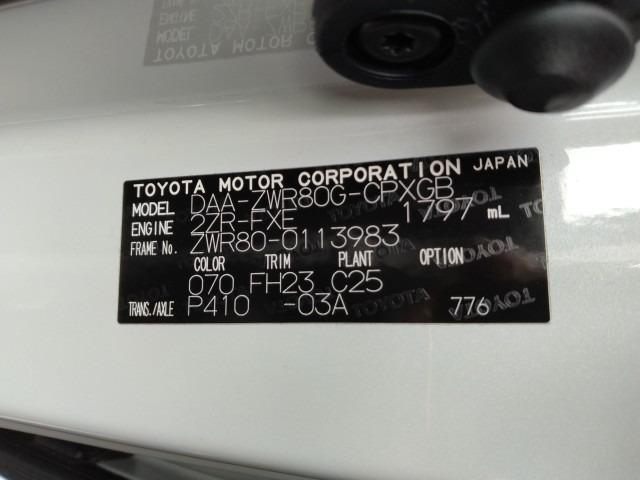 TOYOTA MOTOR CORPORATION JAPAN
MODEL DAA-ZWR80G-CPXGB
ENGINE 2ZR-FXE 1797 mL
FRAME No. ZWR80-0113983
COLOR TRIM PLANT OPTION
070 FH23 C25
TRANS./AXLE P410 -03A 776